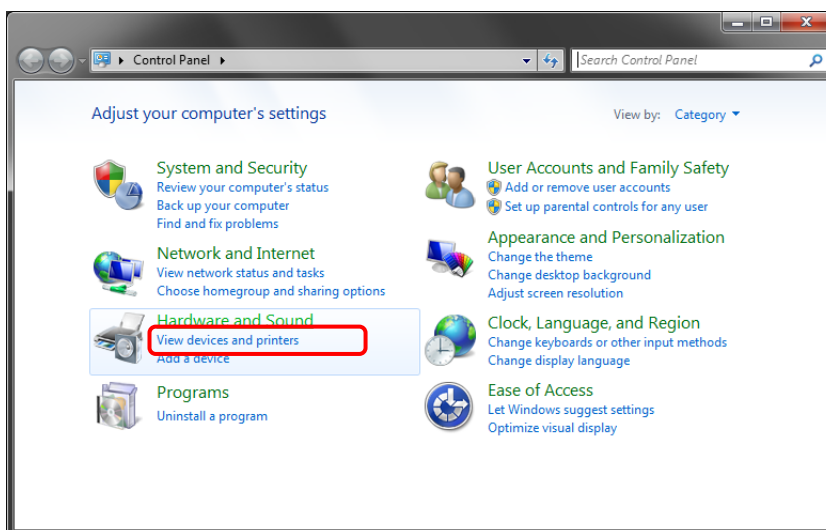 Control Panel
Search Control Panel
Adjust your computer's settings
View by: Category
System and Security
Review your computer's status
Back up your computer
Find and fix problems
Network and Internet
View network status and tasks
Choose homegroup and sharing options
Hardware and Sound
View devices and printers
Add a device
Programs
Uninstall a program
User Accounts and Family Safety
Add or remove user accounts
Set up parental controls for any user
Appearance and Personalization
Change the theme
Change desktop background
Adjust screen resolution
Clock, Language, and Region
Change keyboards or other input methods
Change display language
Ease of Access
Let Windows suggest settings
Optimize visual display